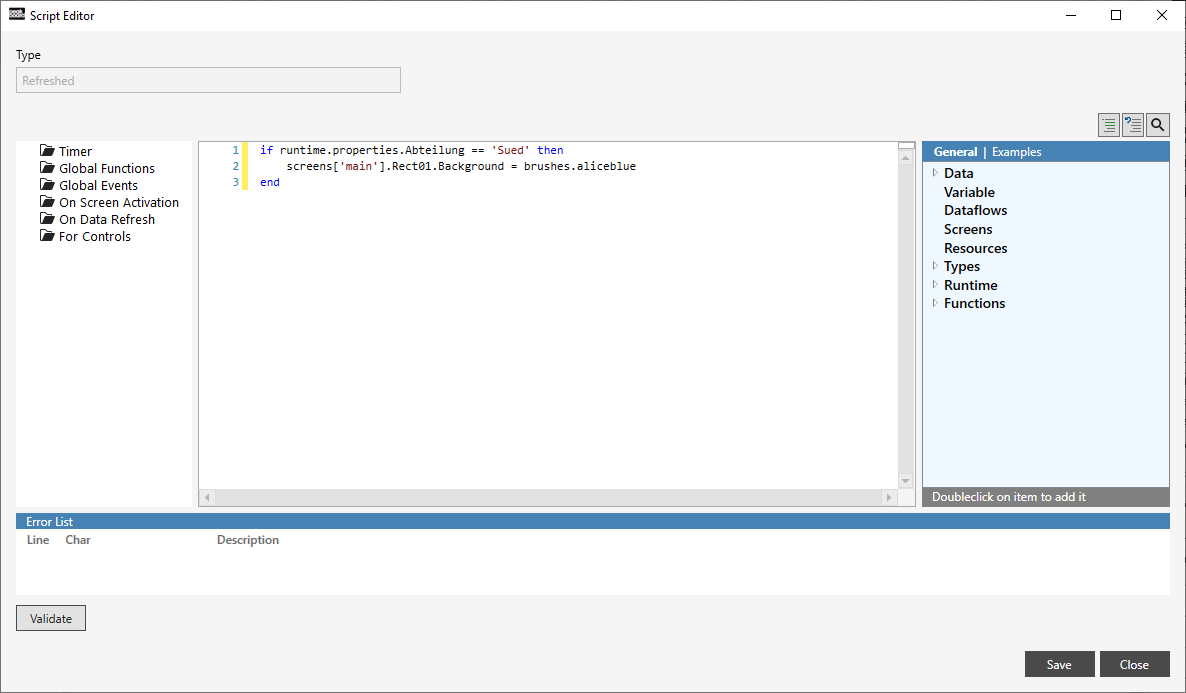 peak board
Script Editor
Type
Refreshed
Timer
Global Functions
Global Events
On Screen Activation
On Data Refresh
For Controls
1 if runtime.properties.Abteilung == 'Sued' then
2 screens['main'].Rect01.Background = brushes.aliceblue
3 end
General | Examples
Data
Variable
Dataflows
Screens
Resources
Types
Runtime
Functions
Doubleclick on item to add it
Error List
Line Char Description
Validate
Save Close